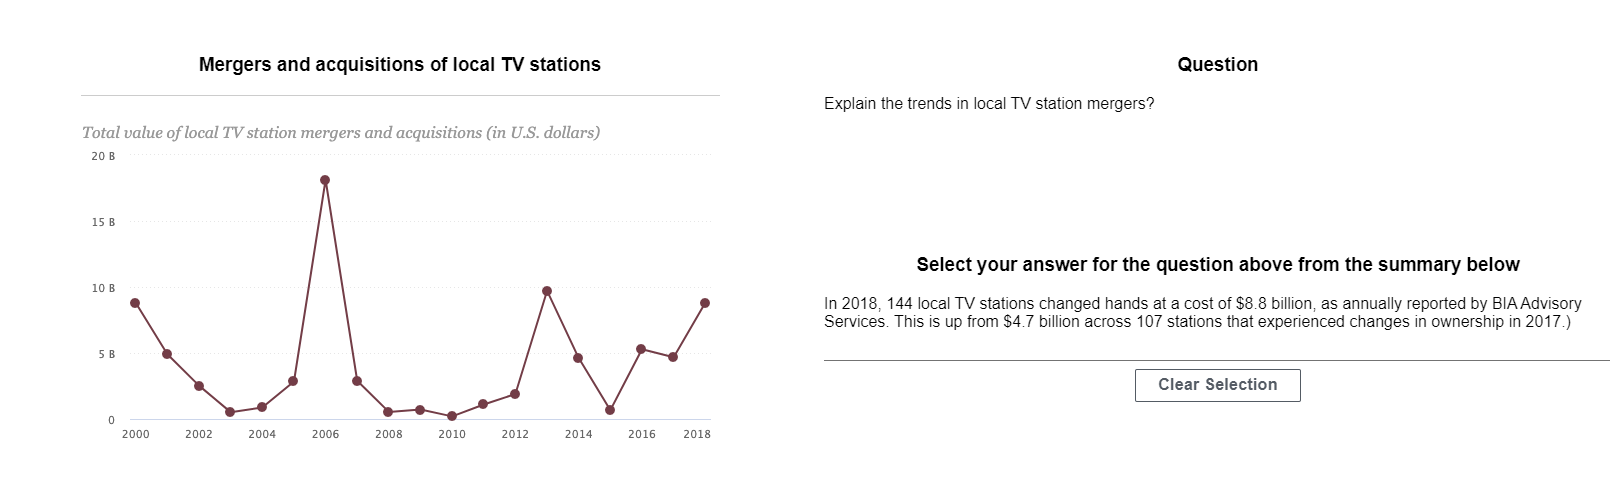 Mergers and acquisitions of local TV stations
Total value of local TV station mergers and acquisitions (in U.S. dollars)
20 B
15 B
10 B
5 B
0
2000 2002 2004 2006 2008 2010 2012 2014 2016 2018
Question
Explain the trends in local TV station mergers?
Select your answer for the question above from the summary below
In 2018, 144 local TV stations changed hands at a cost of $8.8 billion, as annually reported by BIA Advisory
Services. This is up from $4.7 billion across 107 stations that experienced changes in ownership in 2017.)
Clear Selection